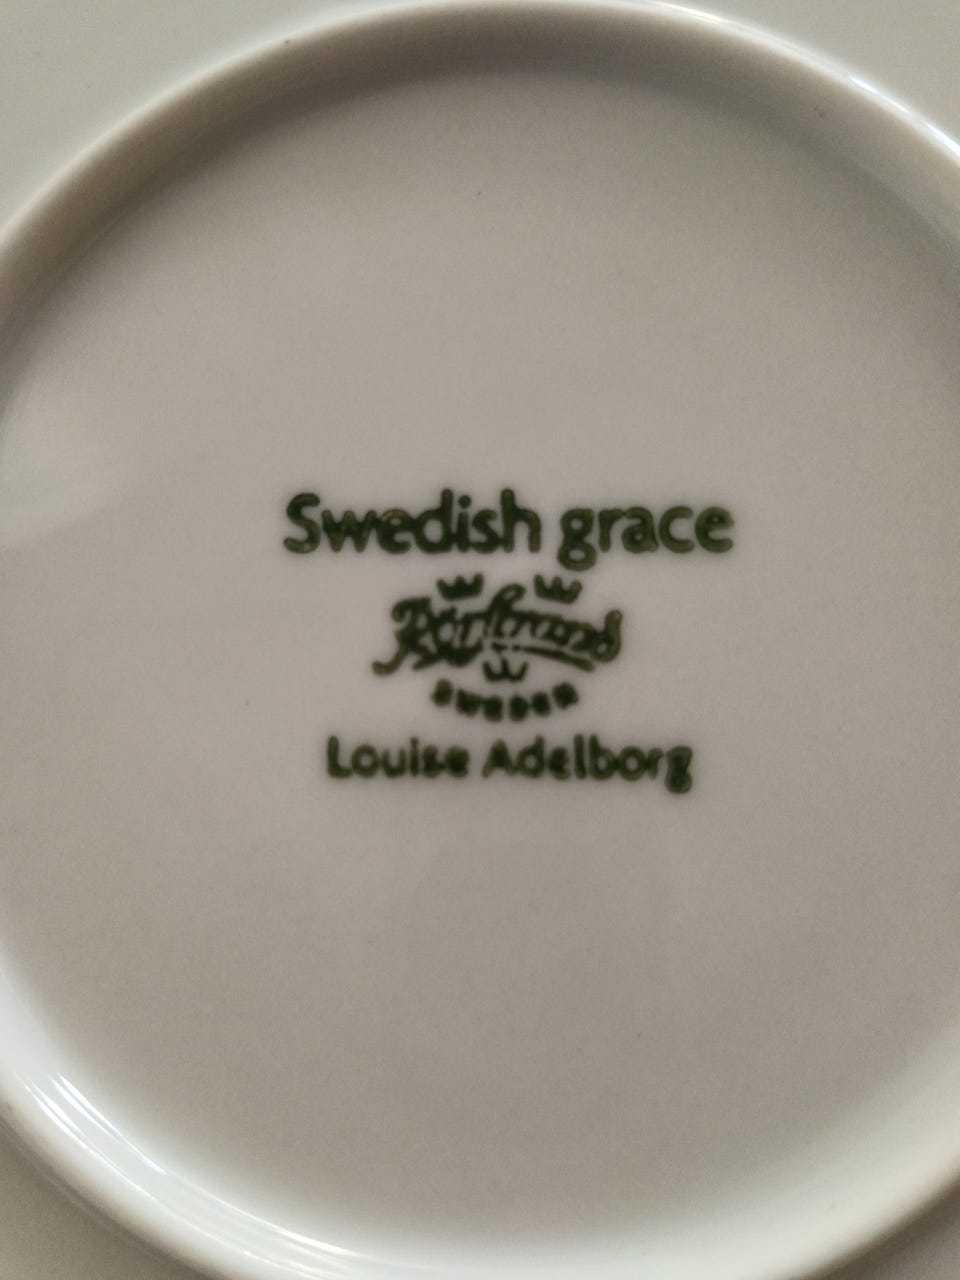 Swedish grace
Rörstrand
SWEDEN
Louise Adelborg